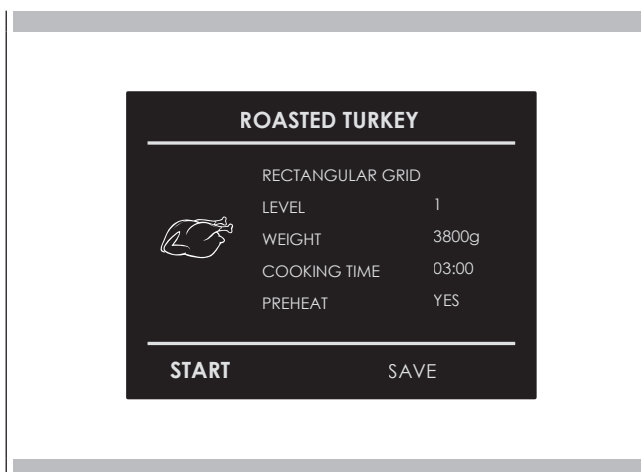 ROASTED TURKEY
RECTANGULAR GRID
LEVEL 1
WEIGHT 3800g
COOKING TIME 03:00
PREHEAT YES
START SAVE